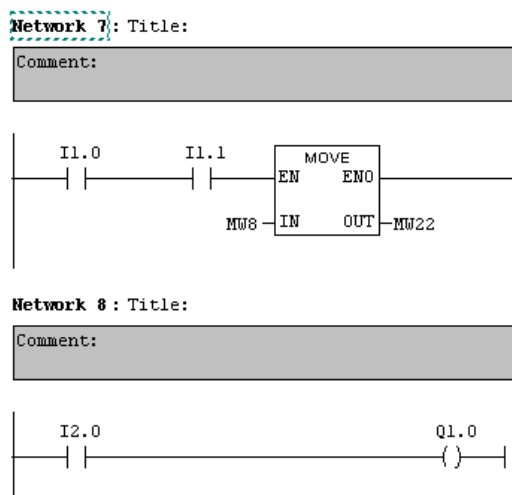 Network 7: Title:
Comment:
I1.0 I1.1 MOVE
EN ENO
MW8 IN OUT MW22
Network 8: Title:
Comment:
I2.0 Q1.0